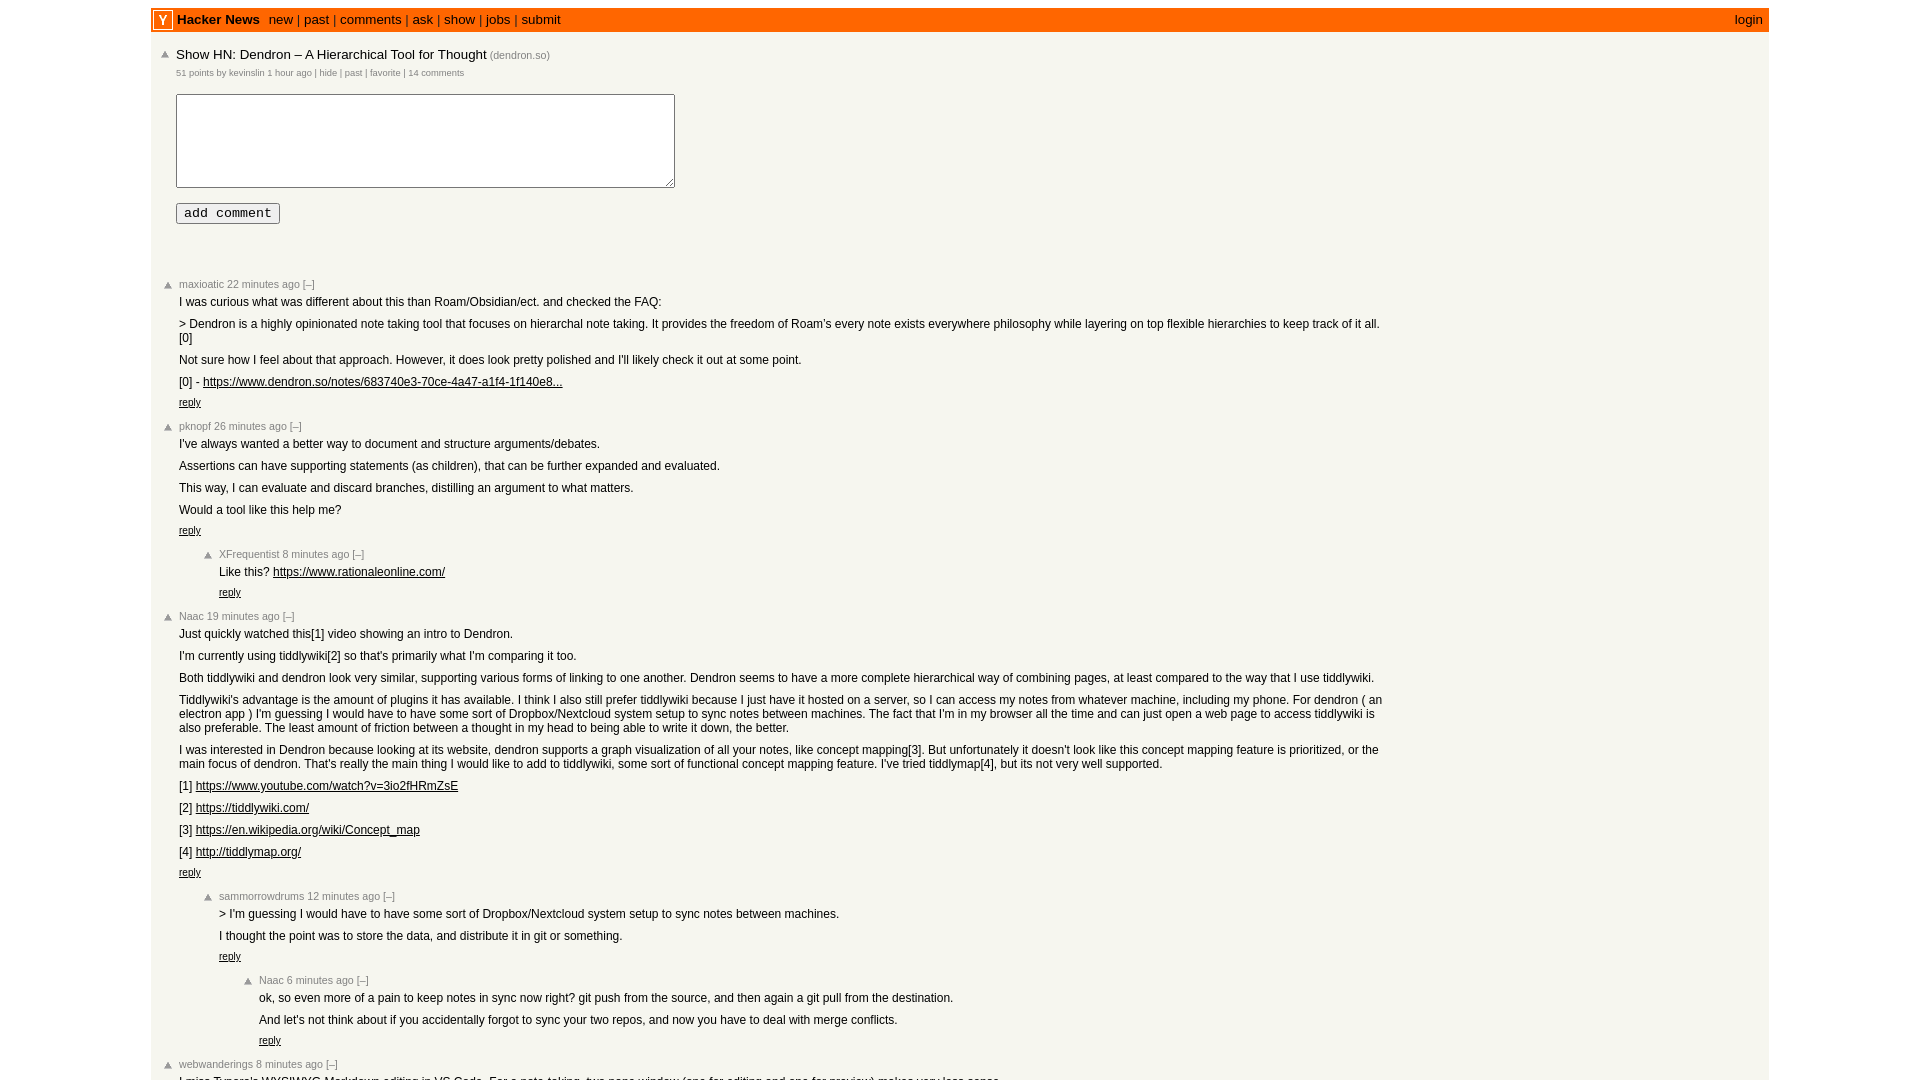 Y Hacker News new | past | comments | ask | show | jobs | submit login
Show HN: Dendron – A Hierarchical Tool for Thought (dendron.so)
51 points by kevinslin 1 hour ago | hide | past | favorite | 14 comments
add comment
maxioatic 22 minutes ago [–]
I was curious what was different about this than Roam/Obsidian/ect. and checked the FAQ:
> Dendron is a highly opinionated note taking tool that focuses on hierarchal note taking. It provides the freedom of Roam’s every note exists everywhere philosophy while layering on top flexible hierarchies to keep track of it all.
[0]
Not sure how I feel about that approach. However, it does look pretty polished and I'll likely check it out at some point.
[0] - https://www.dendron.so/notes/683740e3-70ce-4a47-a1f4-1f140e8...
reply
pknopf 26 minutes ago [–]
I've always wanted a better way to document and structure arguments/debates.
Assertions can have supporting statements (as children), that can be further expanded and evaluated.
This way, I can evaluate and discard branches, distilling an argument to what matters.
Would a tool like this help me?
reply
XFrequentist 8 minutes ago [–]
Like this? https://www.rationaleonline.com/
reply
Naac 19 minutes ago [–]
Just quickly watched this[1] video showing an intro to Dendron.
I'm currently using tiddlywiki[2] so that's primarily what I'm comparing it too.
Both tiddlywiki and dendron look very similar, supporting various forms of linking to one another. Dendron seems to have a more complete hierarchical way of combining pages, at least compared to the way that I use tiddlywiki.
Tiddlywiki's advantage is the amount of plugins it has available. I think I also still prefer tiddlywiki because I just have it hosted on a server, so I can access my notes from whatever machine, including my phone. For dendron ( an
electron app ) I'm guessing I would have to have some sort of Dropbox/Nextcloud system setup to sync notes between machines. The fact that I'm in my browser all the time and can just open a web page to access tiddlywiki is
also preferable. The least amount of friction between a thought in my head to being able to write it down, the better.
I was interested in Dendron because looking at its website, dendron supports a graph visualization of all your notes, like concept mapping[3]. But unfortunately it doesn't look like this concept mapping feature is prioritized, or the
main focus of dendron. That's really the main thing I would like to add to tiddlywiki, some sort of functional concept mapping feature. I've tried tiddlymap[4], but its not very well supported.
[1] https://www.youtube.com/watch?v=3io2fHRmZsE
[2] https://tiddlywiki.com/
[3] https://en.wikipedia.org/wiki/Concept_map
[4] http://tiddlymap.org/
reply
sammorrowdrums 12 minutes ago [–]
> I'm guessing I would have to have some sort of Dropbox/Nextcloud system setup to sync notes between machines.
I thought the point was to store the data, and distribute it in git or something.
reply
Naac 6 minutes ago [–]
ok, so even more of a pain to keep notes in sync now right? git push from the source, and then again a git pull from the destination.
And let's not think about if you accidentally forgot to sync your two repos, and now you have to deal with merge conflicts.
reply
webwanderings 8 minutes ago [–]
I miss Typora's WYSIWYG Markdown editing in VS Code. For a note taking, two pane window (one for editing and one for preview) makes very less sense.